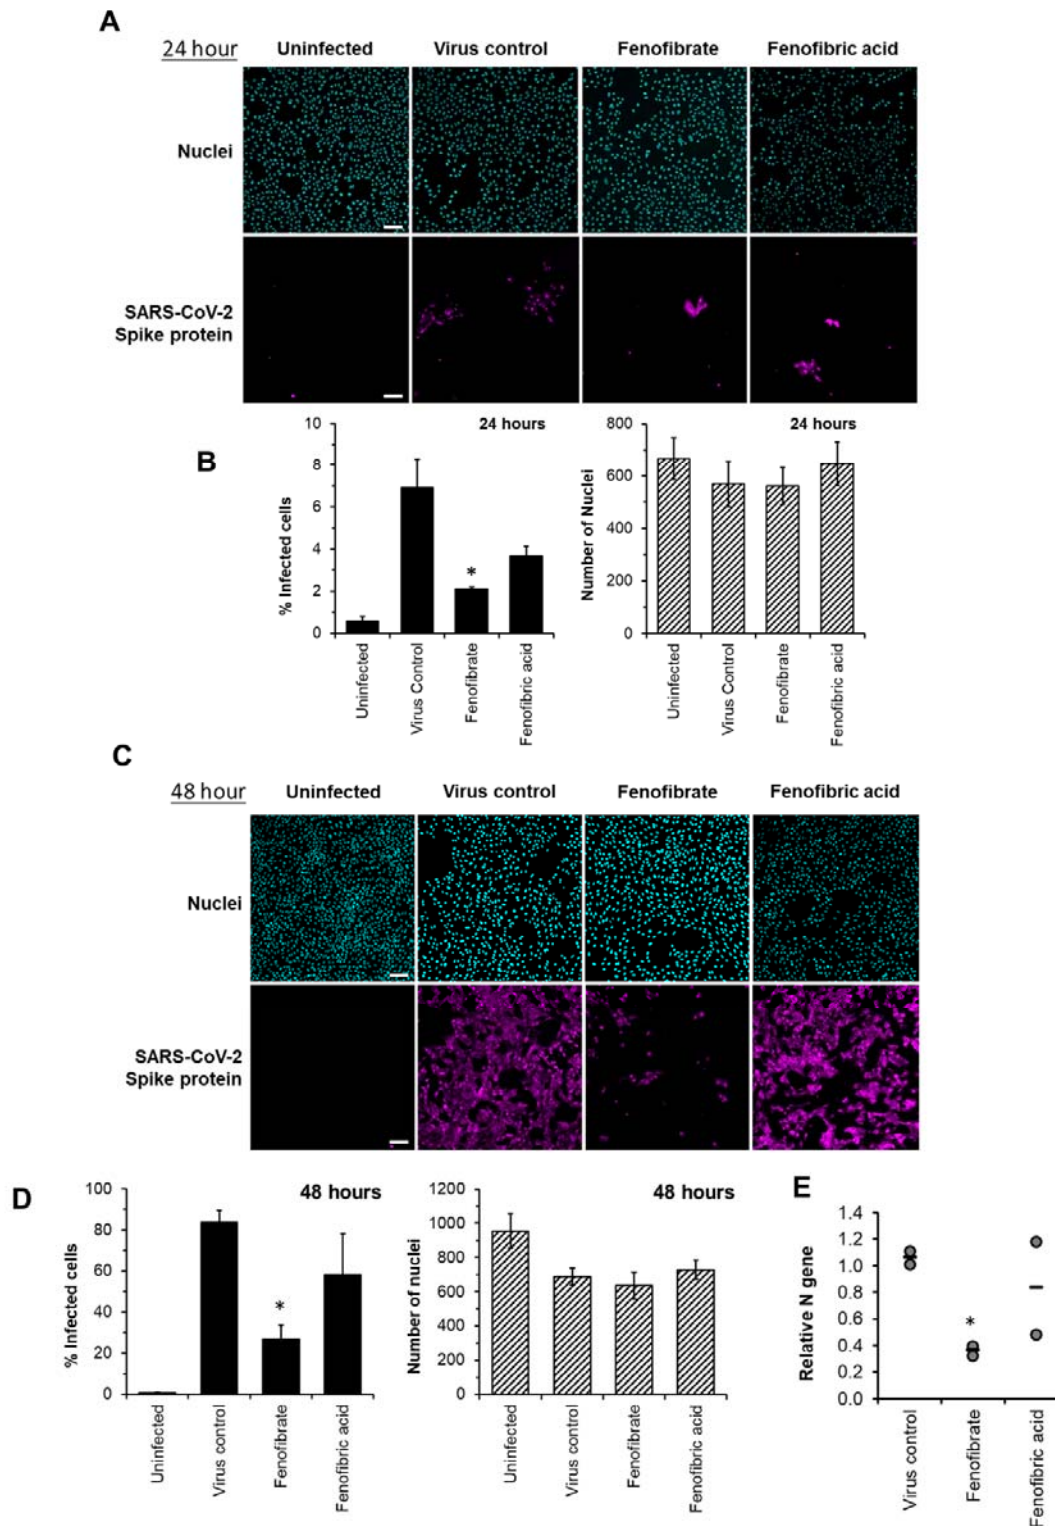 A
24 hour
Uninfected
Virus control
Fenofibrate
Fenofibric acid
Nuclei
SARS-CoV-2
Spike protein
B
24 hours
% Infected cells
10
8
6
4
2
0
Uninfected
Virus Control
Fenofibrate
Fenofibric acid
*
24 hours
Number of Nuclei
800
600
400
200
0
Uninfected
Virus Control
Fenofibrate
Fenofibric acid
C
48 hour
Uninfected
Virus control
Fenofibrate
Fenofibric acid
Nuclei
SARS-CoV-2
Spike protein
D
48 hours
% Infected cells
100
80
60
40
20
0
Uninfected
Virus control
Fenofibrate
Fenofibric acid
*
48 hours
Number of nuclei
1200
1000
800
600
400
200
0
Uninfected
Virus control
Fenofibrate
Fenofibric acid
E
Relative N gene
1.4
1.2
1.0
0.8
0.6
0.4
0.2
0.0
*
Virus control
Fenofibrate
Fenofibric acid